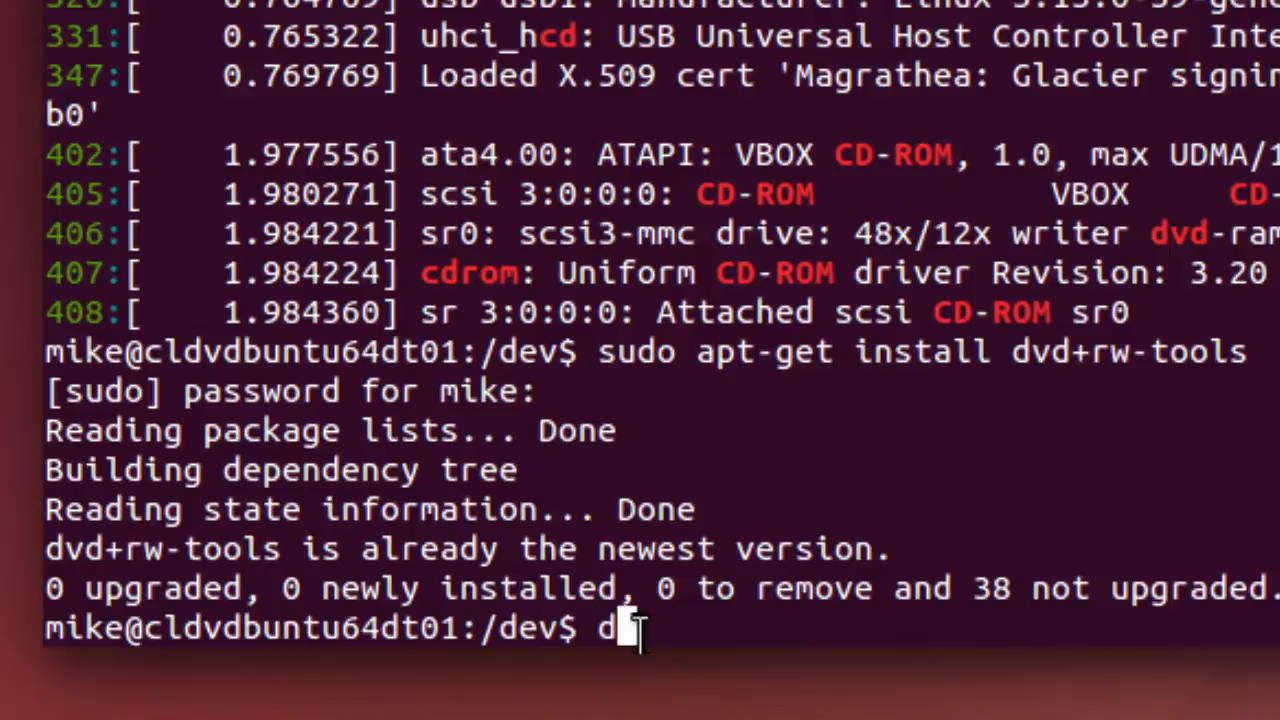 331:[    0.765322] uhci_hcd: USB Universal Host Controller Inte
347:[    0.769769] Loaded X.509 cert 'Magrathea: Glacier signin
b0'
402:[    1.977556] ata4.00: ATAPI: VBOX CD-ROM, 1.0, max UDMA/1
405:[    1.980271] scsi 3:0:0:0: CD-ROM            VBOX     CD-
406:[    1.984221] sr0: scsi3-mmc drive: 48x/12x writer dvd-ram
407:[    1.984224] cdrom: Uniform CD-ROM driver Revision: 3.20
408:[    1.984360] sr 3:0:0:0: Attached scsi CD-ROM sr0
mike@cldvdbuntu64dt01:/dev$ sudo apt-get install dvd+rw-tools
[sudo] password for mike:
Reading package lists... Done
Building dependency tree
Reading state information... Done
dvd+rw-tools is already the newest version.
0 upgraded, 0 newly installed, 0 to remove and 38 not upgraded.
mike@cldvdbuntu64dt01:/dev$ d